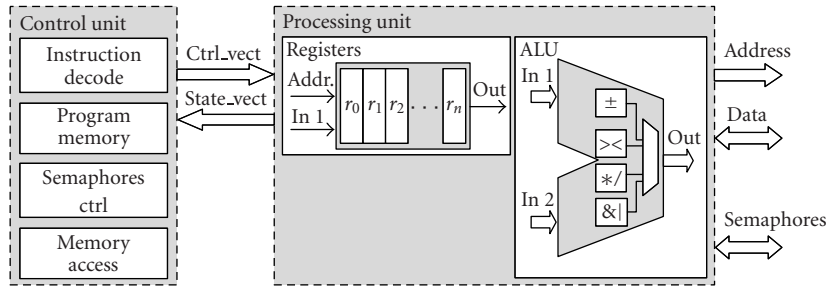 Control unit
Instruction
decode
Program
memory
Semaphores
ctrl
Memory
access
Ctrl_vect
State_vect
Processing unit
Registers
Addr.
In 1
r0 r1 r2 · · · rn
Out
ALU
In 1
In 2
±
><
*/
&|
Out
Address
Data
Semaphores